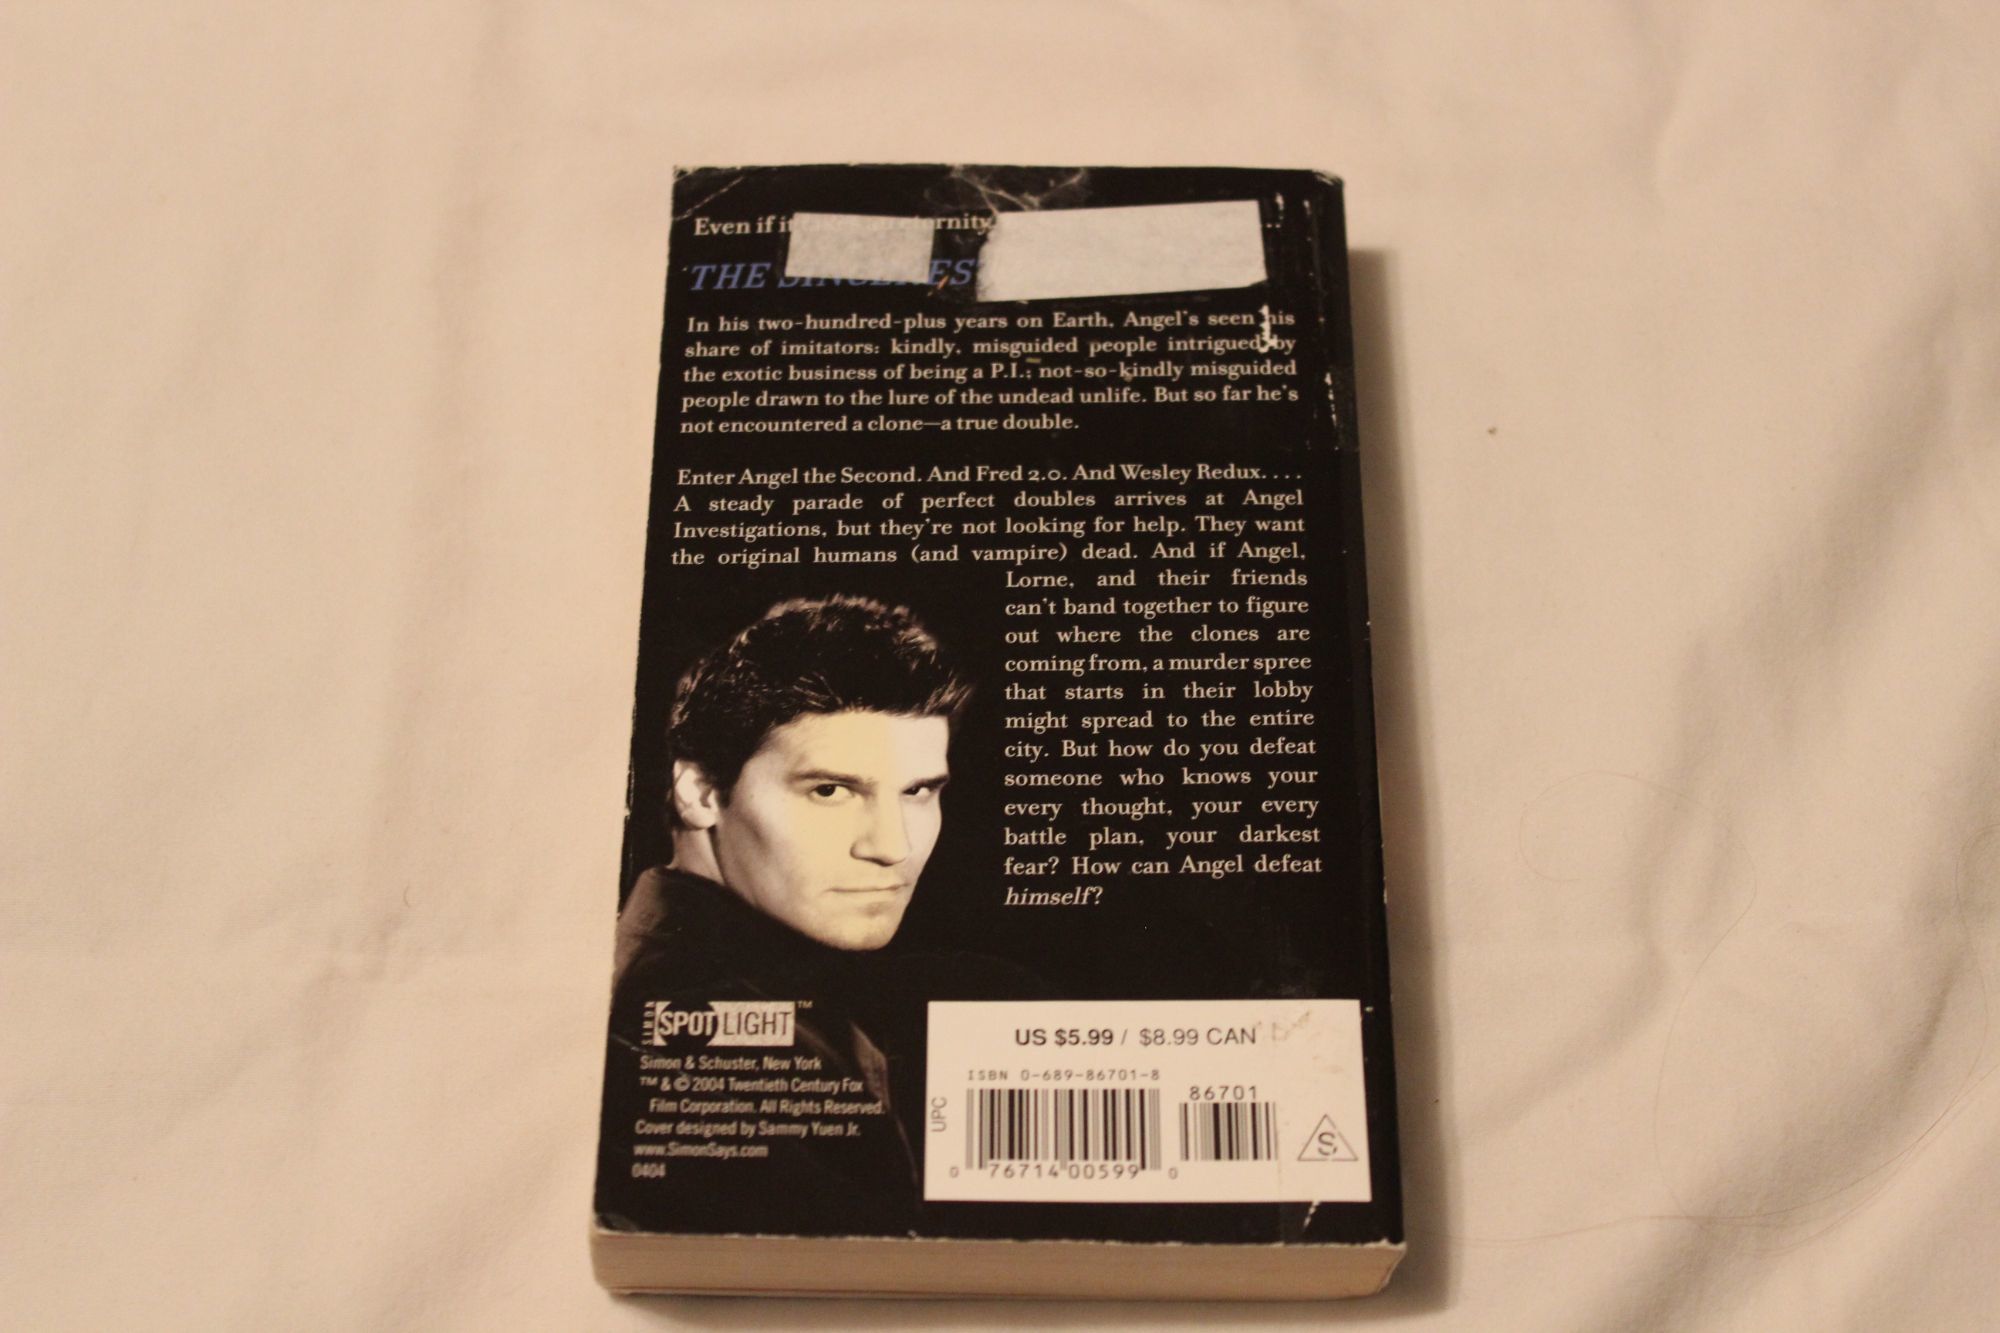 Even if it eternity,
THE
In his two-hundred-plus years on Earth, Angel's seen his
share of imitators: kindly, misguided people intrigued by
the exotic business of being a P.I.; not-so-kindly misguided
people drawn to the lure of the undead unlife. But so far he's
not encountered a clone—a true double.
Enter Angel the Second. And Fred 2.0. And Wesley Redux. . . .
A steady parade of perfect doubles arrives at Angel
Investigations, but they're not looking for help. They want
the original humans (and vampire) dead. And if Angel,
Lorne, and their friends
can't band together to figure
out where the clones are
coming from, a murder spree
that starts in their lobby
might spread to the entire
city. But how do you defeat
someone who knows your
every thought, your every
battle plan, your darkest
fear? How can Angel defeat
himself?
SIMON SPOTLIGHT™
Simon & Schuster, New York
™ & © 2004 Twentieth Century Fox
Film Corporation. All Rights Reserved.
Cover designed by Sammy Yuen Jr.
www.SimonSays.com
0404
US $5.99 / $8.99 CAN
ISBN 0-689-86701-8
86701
UPC
0 76714 00599 0
S